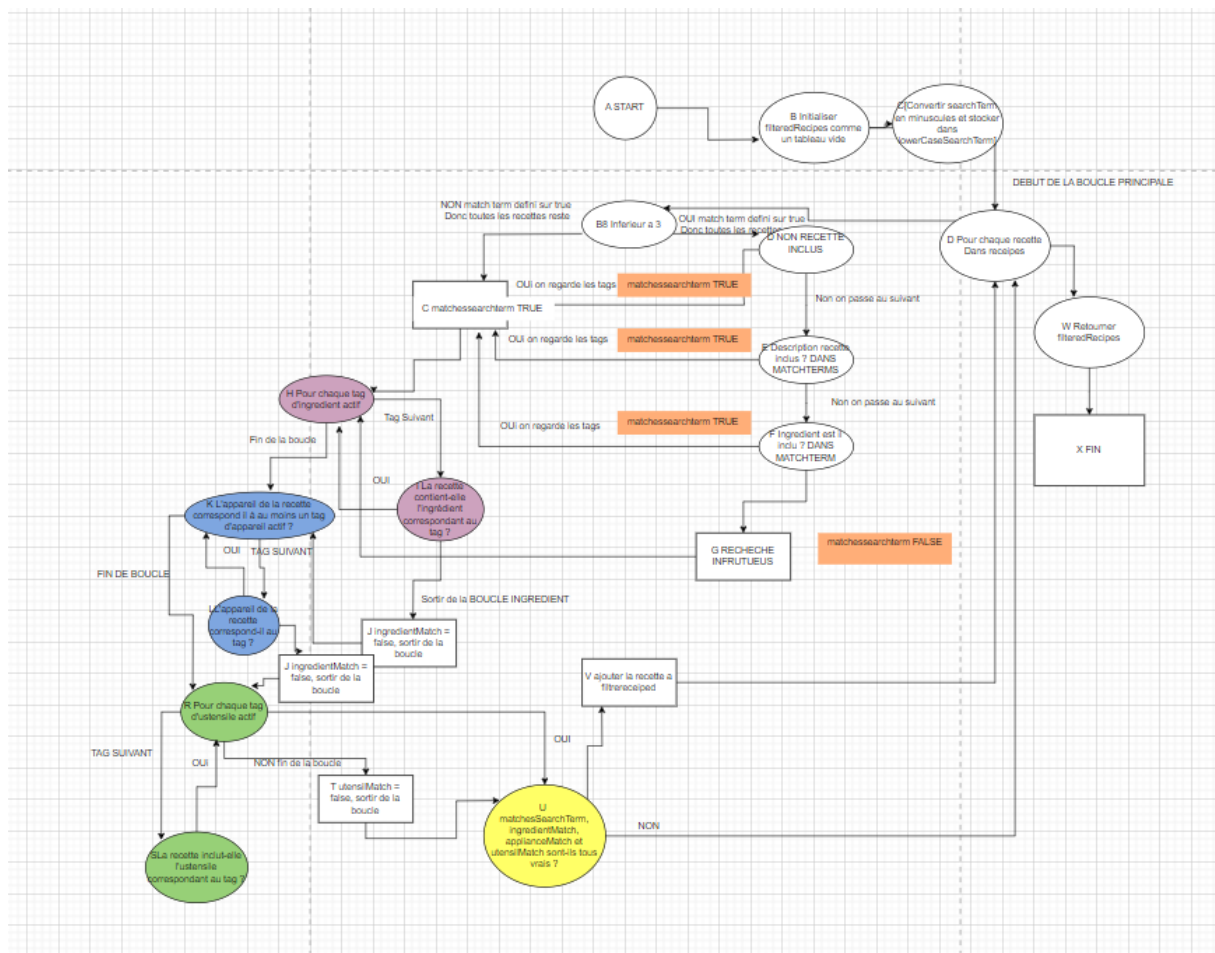 A START
B Initialiser
filteredRecipes comme
un tableau vide
C[Convertir searchTerm
en minuscules et stocker
dans
lowerCaseSearchTerm]
DEBUT DE LA BOUCLE PRINCIPALE
NON match term defini sur true
Donc toutes les recettes reste
B8 Inferieur a 3
OUI match term defini sur true
Donc toutes les recettes
D NON RECETTE
INCLUS
D Pour chaque recette
Dans receipes
OUi on regarde les tags
matchessearchterm TRUE
C matchessearchterm TRUE
Non on passe au suivant
W Retourner
filteredRecipes
OUi on regarde les tags
matchessearchterm TRUE
E Description recette
inclus ? DANS
MATCHTERMS
H Pour chaque tag
d'ingredient actif
Tag Suivant
Non on passe au suivant
OUi on regarde les tags
matchessearchterm TRUE
F Ingredient est il
inclu ? DANS
MATCHTERM
X FIN
Fin de la boucle
OUI
I La recette
contient-elle
l'ingrédient
correspondant au
tag ?
K L'appareil de la recette
correspond il à au moins un tag
d'appareil actif ?
matchessearchterm FALSE
G RECHECHE
INFRUTUEUS
OUI
TAG SUIVANT
FIN DE BOUCLE
Sortir de la BOUCLE INGREDIENT
LL'appareil de la
recette
correspond-il au
tag ?
J ingredientMatch =
false, sortir de la
boucle
J ingredientMatch =
false, sortir de la
boucle
V ajouter la recette a
filtrereceiped
R Pour chaque tag
d'ustensile actif
OUI
TAG SUIVANT
OUI
NON fin de la boucle
T utensilMatch =
false, sortir de la
boucle
U
matchesSearchTerm,
ingredientMatch,
applianceMatch et
utensilMatch sont-ils tous
vrais ?
NON
SLa recette inclut-elle
l'ustensile
correspondant au tag ?